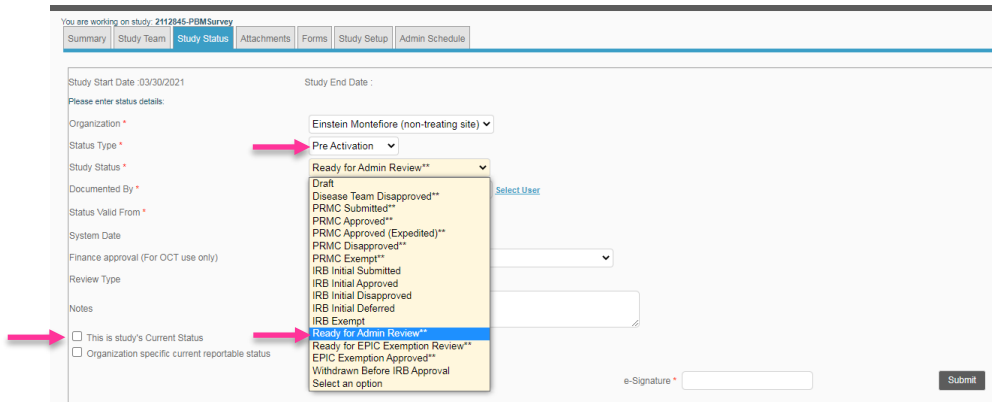 You are working on study: 2112845-PBMSurvey
Summary Study Team Study Status Attachments Forms Study Setup Admin Schedule
Study Start Date :03/30/2021 Study End Date :
Please enter status details:
Organization * Einstein Montefiore (non-treating site)
Status Type * Pre Activation
Study Status * Ready for Admin Review**
Documented By * Select User
Status Valid From *
System Date
Finance approval (For OCT use only)
Review Type
Notes
Draft
Disease Team Disapproved**
PRMC Submitted**
PRMC Approved**
PRMC Approved (Expedited)**
PRMC Disapproved**
PRMC Exempt**
IRB Initial Submitted
IRB Initial Approved
IRB Initial Disapproved
IRB Initial Deferred
IRB Exempt
Ready for Admin Review**
Ready for EPIC Exemption Review**
EPIC Exemption Approved**
Withdrawn Before IRB Approval
Select an option
This is study's Current Status
Organization specific current reportable status
e-Signature * Submit